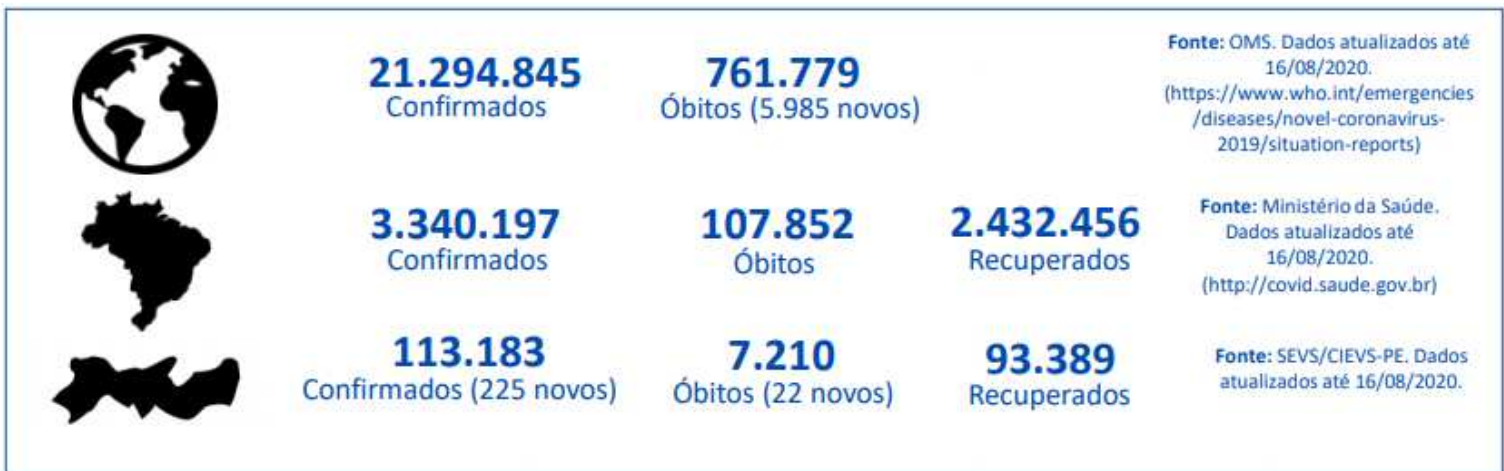 21.294.845
Confirmados
761.779
Óbitos (5.985 novos)
Fonte: OMS. Dados atualizados até
16/08/2020.
(https://www.who.int/emergencies
/diseases/novel-coronavirus-
2019/situation-reports)
3.340.197
Confirmados
107.852
Óbitos
2.432.456
Recuperados
Fonte: Ministério da Saúde.
Dados atualizados até
16/08/2020.
(http://covid.saude.gov.br)
113.183
Confirmados (225 novos)
7.210
Óbitos (22 novos)
93.389
Recuperados
Fonte: SEVS/CIEVS-PE. Dados
atualizados até 16/08/2020.